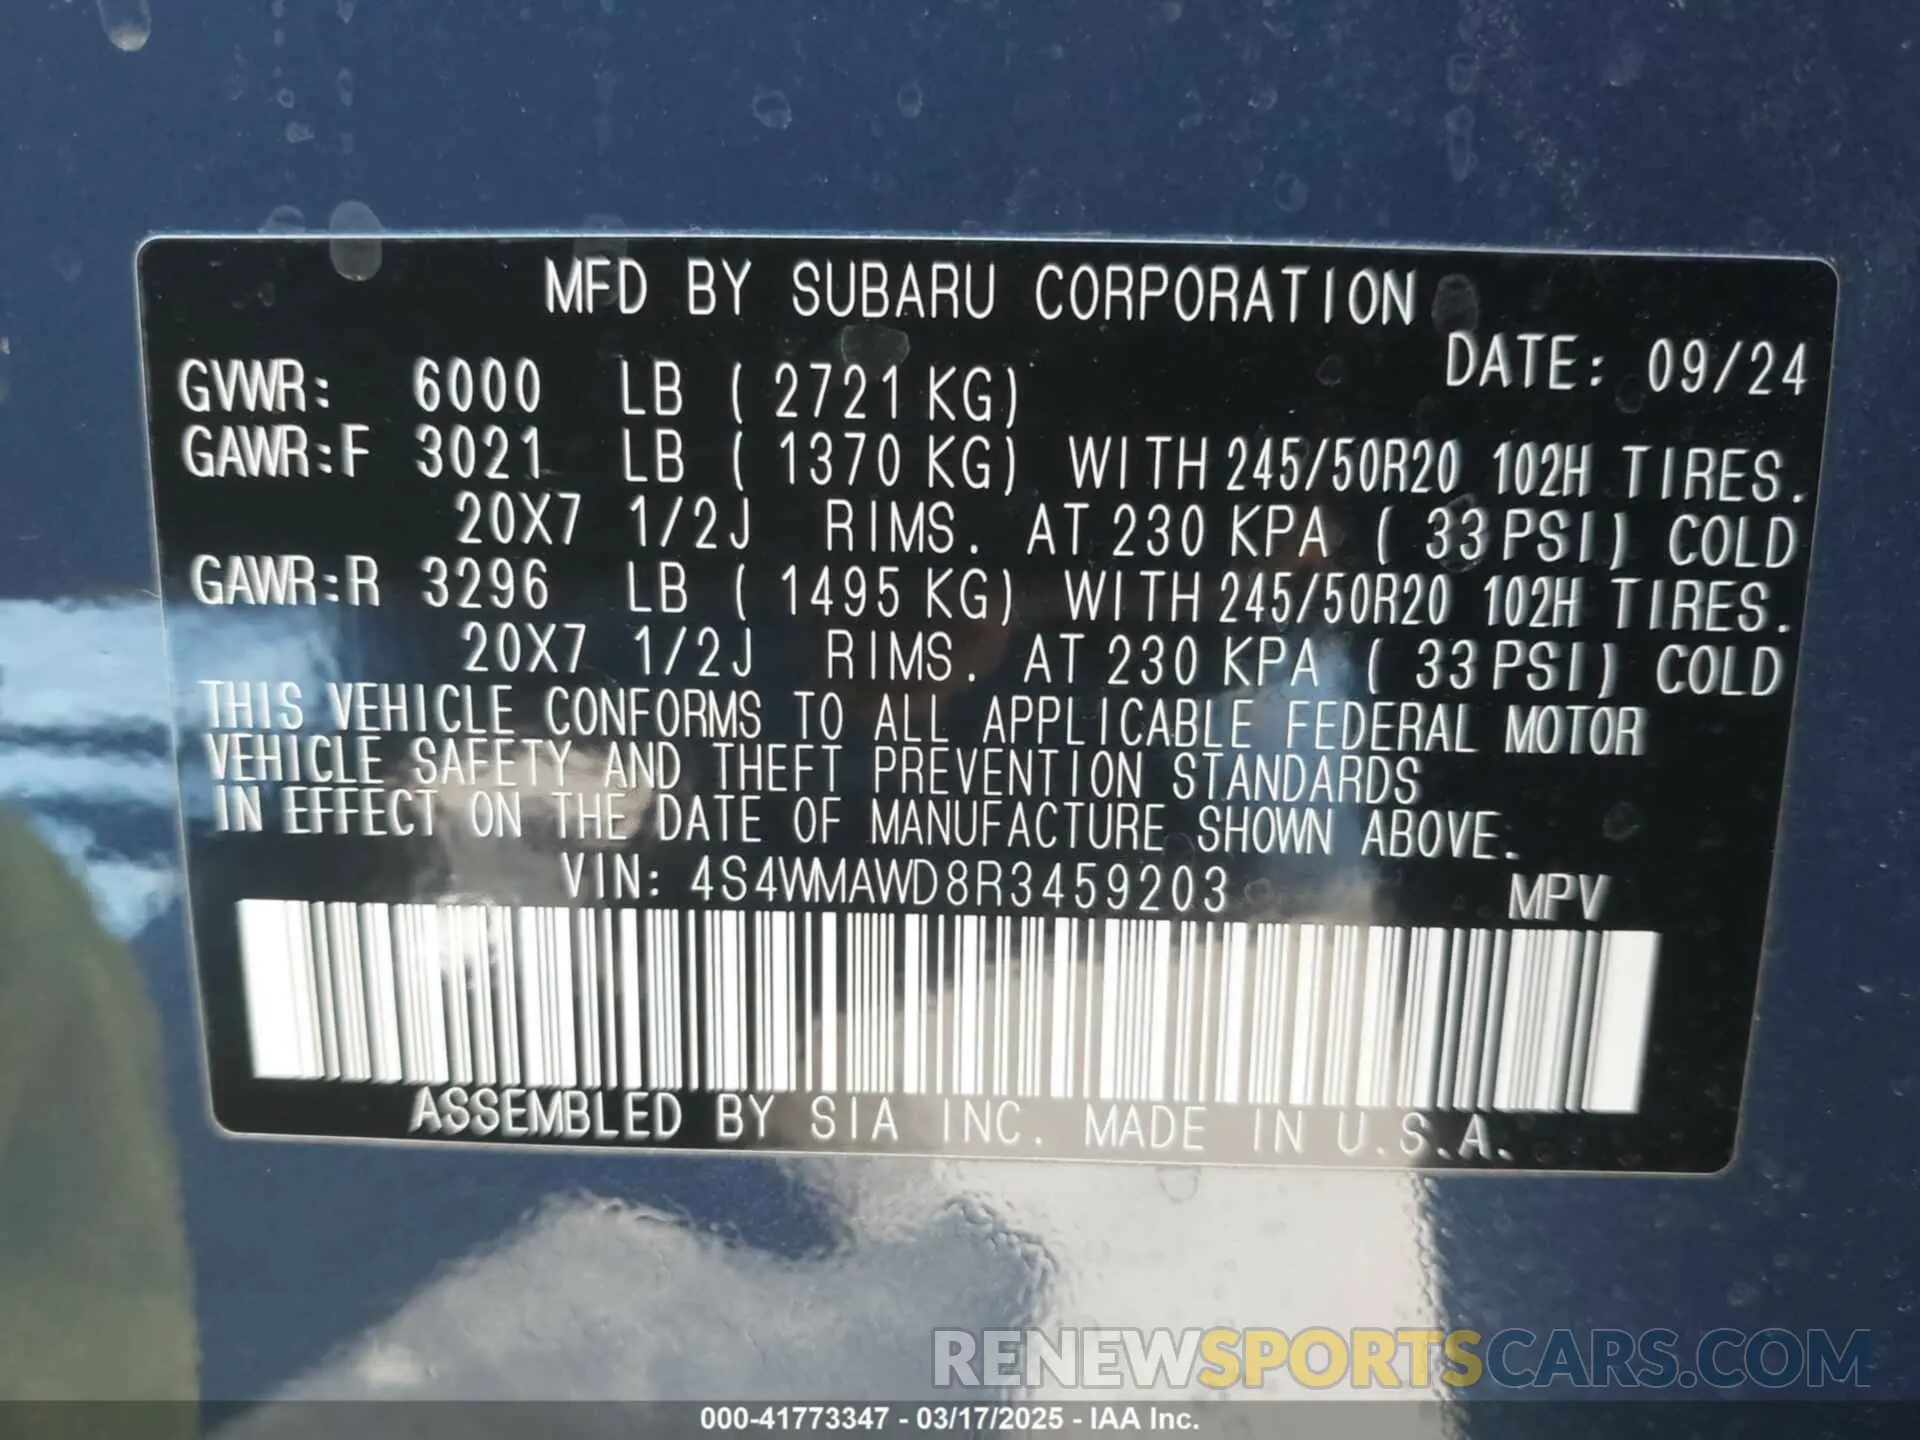 MFD BY SUBARU CORPORATION
DATE: 09/24
GVWR: 6000 LB ( 2721 KG)
GAWR:F 3021 LB ( 1370 KG) WITH 245/50R20 102H TIRES.
20X7 1/2J RIMS. AT 230 KPA ( 33 PSI) COLD
GAWR:R 3296 LB ( 1495 KG) WITH 245/50R20 102H TIRES.
20X7 1/2J RIMS. AT 230 KPA ( 33 PSI) COLD
THIS VEHICLE CONFORMS TO ALL APPLICABLE FEDERAL MOTOR
VEHICLE SAFETY AND THEFT PREVENTION STANDARDS
IN EFFECT ON THE DATE OF MANUFACTURE SHOWN ABOVE.
VIN: 4S4WMAWD8R3459203 MPV
ASSEMBLED BY SIA INC. MADE IN U.S.A.
RENEWSPORTSCARS.COM
000-41773347 - 03/17/2025 - IAA Inc.